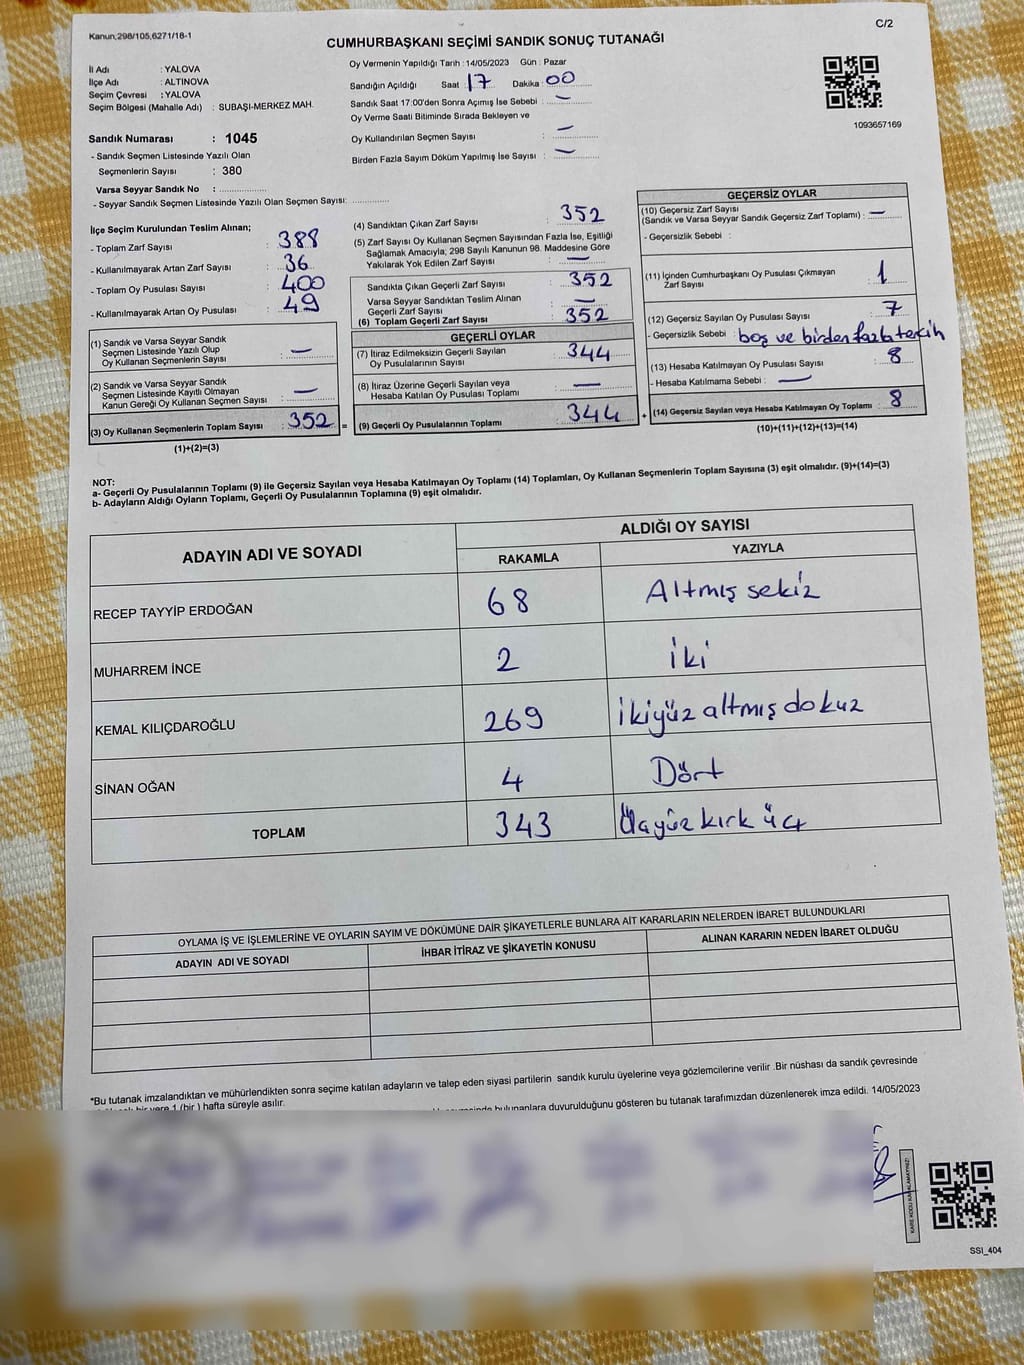 Kanun,298/105,6271/18-1
C/2
CUMHURBAŞKANI SEÇİMİ SANDIK SONUÇ TUTANAĞI
İl Adı : YALOVA
İlçe Adı : ALTINOVA
Seçim Çevresi : YALOVA
Seçim Bölgesi (Mahalle Adı) : SUBAŞI-MERKEZ MAH.
Sandık Numarası : 1045
- Sandık Seçmen Listesinde Yazılı Olan
Seçmenlerin Sayısı : 380
Varsa Seyyar Sandık No : ....................
- Seyyar Sandık Seçmen Listesinde Yazılı Olan Seçmen Sayısı: ...............
Oy Vermenin Yapıldığı Tarih :14/05/2023 Gün : Pazar
Sandığın Açıldığı Saat : 17 Dakika : 00
Sandık Saat 17:00'den Sonra Açımış İse Sebebi : —
Oy Verme Saati Bitiminde Sırada Bekleyen ve
Oy Kullandırılan Seçmen Sayısı : —
Birden Fazla Sayım Döküm Yapılmış İse Sayısı : —
1093657169
İlçe Seçim Kurulundan Teslim Alınan;
- Toplam Zarf Sayısı : 388
- Kullanılmayarak Artan Zarf Sayısı : 36
- Toplam Oy Pusulası Sayısı : 400
- Kullanılmayarak Artan Oy Pusulası : 49
(1) Sandık ve Varsa Seyyar Sandık
Seçmen Listesinde Yazılı Olup
Oy Kullanan Seçmenlerin Sayısı : —
(2) Sandık ve Varsa Seyyar Sandık
Seçmen Listesinde Kayıtlı Olmayan
Kanun Gereği Oy Kullanan Seçmen Sayısı : —
(3) Oy Kullanan Seçmenlerin Toplam Sayısı : 352
(1)+(2)=(3)
(4) Sandıktan Çıkan Zarf Sayısı : 352
(5) Zarf Sayısı Oy Kullanan Seçmen Sayısından Fazla İse, Eşitliği
Sağlamak Amacıyla; 298 Sayılı Kanunun 98. Maddesine Göre
Yakılarak Yok Edilen Zarf Sayısı : —
Sandıkta Çıkan Geçerli Zarf Sayısı : 352
Varsa Seyyar Sandıktan Teslim Alınan
Geçerli Zarf Sayısı : —
(6) Toplam Geçerli Zarf Sayısı : 352
GEÇERLİ OYLAR
(7) İtiraz Edilmeksizin Geçerli Sayılan
Oy Pusulalarının Sayısı : 344
(8) İtiraz Üzerine Geçerli Sayılan veya
Hesaba Katılan Oy Pusulası Toplamı : —
= (9) Geçerli Oy Pusulalarının Toplamı : 344
GEÇERSİZ OYLAR
(10) Geçersiz Zarf Sayısı
(Sandık ve Varsa Seyyar Sandık Geçersiz Zarf Toplamı) : —
- Geçersizlik Sebebi :
(11) İçinden Cumhurbaşkanı Oy Pusulası Çıkmayan
Zarf Sayısı : 1
(12) Geçersiz Sayılan Oy Pusulası Sayısı : 7
- Geçersizlik Sebebi : boş ve birden fazla tercih
(13) Hesaba Katılmayan Oy Pusulası Sayısı : 8
- Hesaba Katılmama Sebebi : —
+ (14) Geçersiz Sayılan veya Hesaba Katılmayan Oy Toplamı : 8
(10)+(11)+(12)+(13)=(14)
NOT:
a- Geçerli Oy Pusulalarının Toplamı (9) ile Geçersiz Sayılan veya Hesaba Katılmayan Oy Toplamı (14) Toplamları, Oy Kullanan Seçmenlerin Toplam Sayısına (3) eşit olmalıdır. (9)+(14)=(3)
b- Adayların Aldığı Oyların Toplamı, Geçerli Oy Pusulalarının Toplamına (9) eşit olmalıdır.
ADAYIN ADI VE SOYADI ALDIĞI OY SAYISI
RAKAMLA YAZIYLA
RECEP TAYYİP ERDOĞAN 68 Altmış sekiz
MUHARREM İNCE 2 iki
KEMAL KILIÇDAROĞLU 269 ikiyüz altmış dokuz
SİNAN OĞAN 4 Dört
TOPLAM 343 Üçyüz kırk üç
OYLAMA İŞ VE İŞLEMLERİNE VE OYLARIN SAYIM VE DÖKÜMÜNE DAİR ŞİKAYETLERLE BUNLARA AİT KARARLARIN NELERDEN İBARET BULUNDUKLARI
ADAYIN ADI VE SOYADI İHBAR İTİRAZ VE ŞİKAYETİN KONUSU ALINAN KARARIN NEDEN İBARET OLDUĞU
*Bu tutanak imzalandıktan ve mühürlendikten sonra seçime katılan adayların ve talep eden siyasi partilerin sandık kurulu üyelerine veya gözlemcilerine verilir .Bir nüshası da sandık çevresinde
bir yere 1 (bir ) hafta süreyle asılır.
bulunanlara duyurulduğunu gösteren bu tutanak tarafımızdan düzenlenerek imza edildi. 14/05/2023
SSI_404